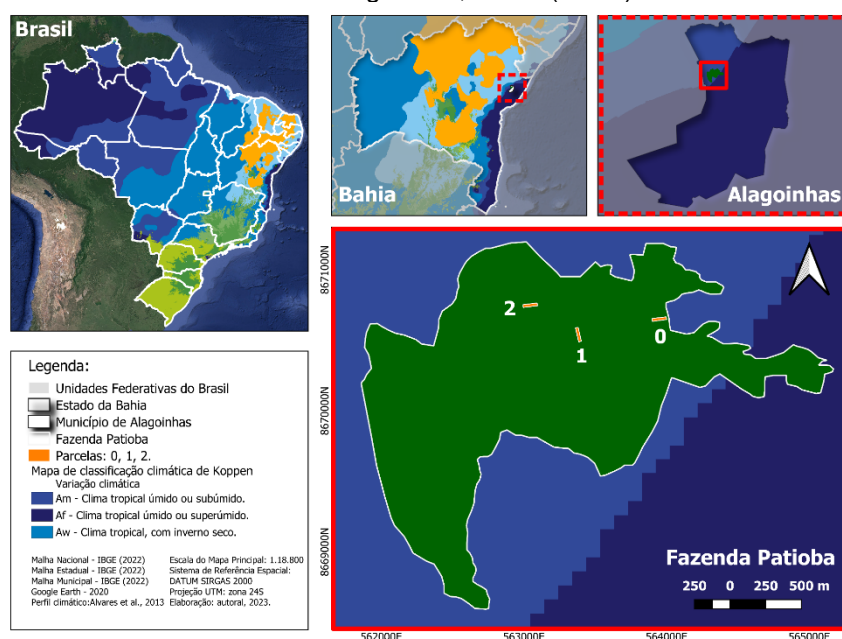 Brasil
Bahia
Alagoinhas
8671000N
8670000N
8669000N
2
1
0
Fazenda Patioba
250 0 250 500 m
562000E 563000E 564000E 565000E
Legenda:
Unidades Federativas do Brasil
Estado da Bahia
Município de Alagoinhas
Fazenda Patioba
Parcelas: 0, 1, 2.
Mapa de classificação climática de Koppen
Variação climática
Am - Clima tropical úmido ou subúmido.
Af - Clima tropical úmido ou superúmido.
Aw - Clima tropical, com inverno seco.
Malha Nacional - IBGE (2022)
Malha Estadual - IBGE (2022)
Malha Municipal - IBGE (2022)
Google Earth - 2020
Perfil climático:Alvares et al., 2013
Escala do Mapa Principal: 1.18.800
Sistema de Referência Espacial:
DATUM SIRGAS 2000
Projeção UTM: zona 24S
Elaboração: autoral, 2023.